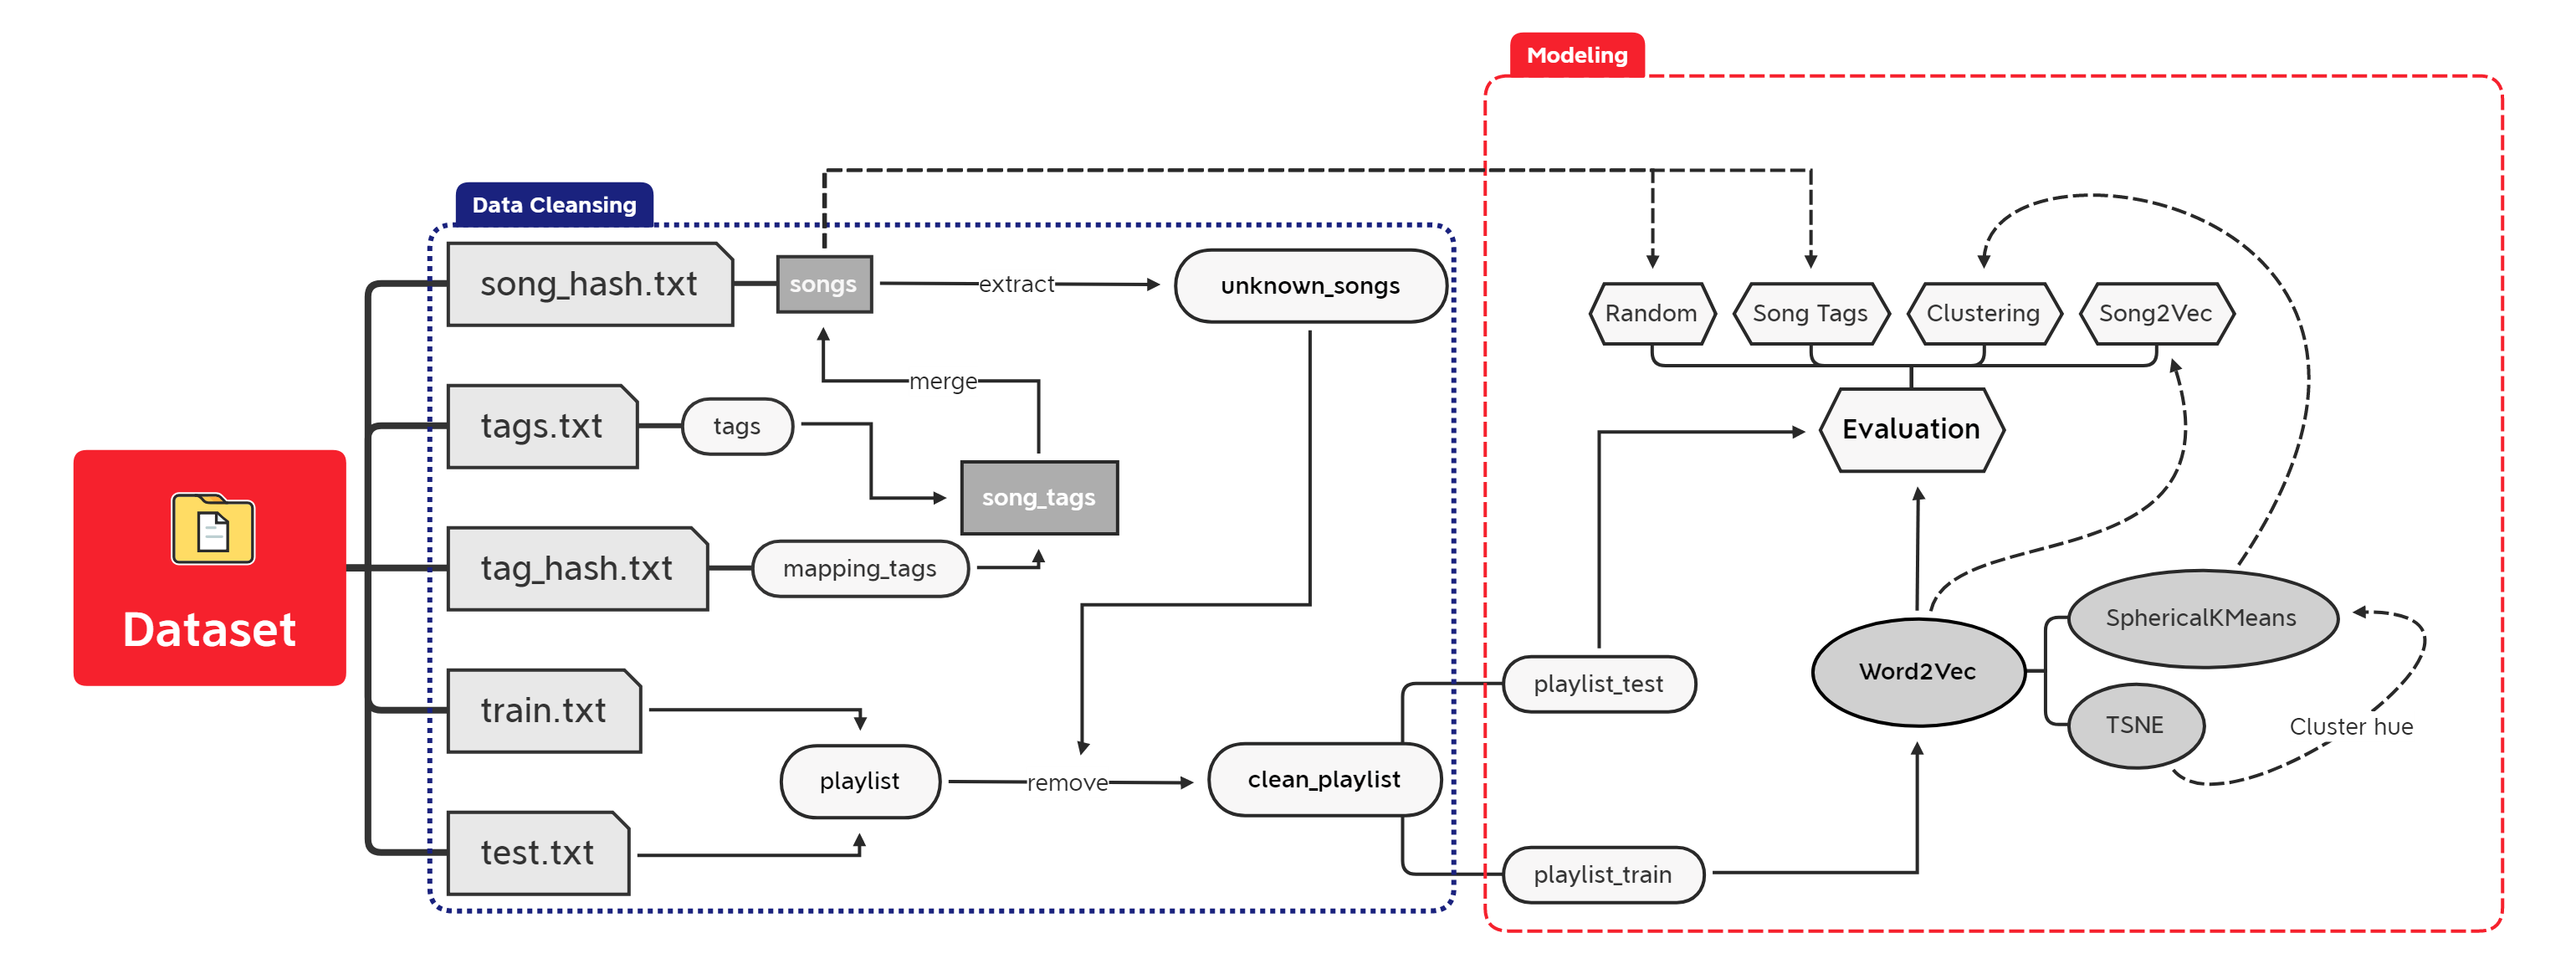 Modeling
Data Cleansing
song_hash.txt
songs
extract
unknown_songs
Random
Song Tags
Clustering
Song2Vec
merge
tags.txt
tags
Evaluation
song_tags
tag_hash.txt
mapping_tags
Dataset
SphericalKMeans
Word2Vec
playlist_test
train.txt
TSNE
Cluster hue
playlist
remove
clean_playlist
test.txt
playlist_train